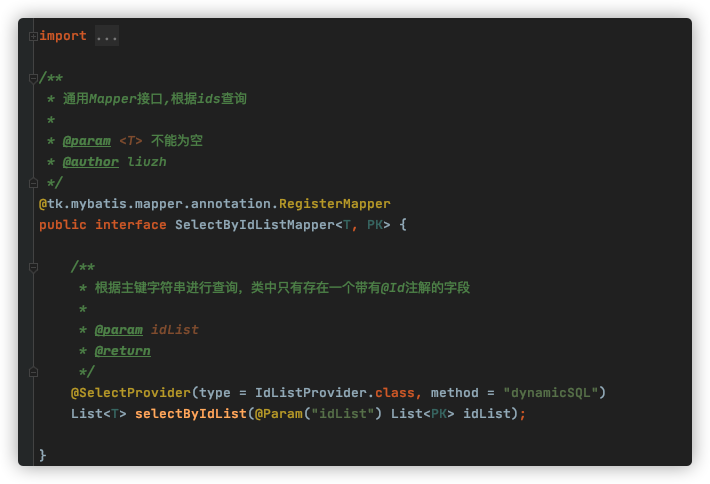 import ...
/**
* 通用Mapper接口,根据ids查询
*
* @param <T> 不能为空
* @author liuzh
*/
@tk.mybatis.mapper.annotation.RegisterMapper
public interface SelectByIdListMapper<T, PK> {
/**
* 根据主键字符串进行查询，类中只有存在一个带有@Id注解的字段
*
* @param idList
* @return
*/
@SelectProvider(type = IdListProvider.class, method = "dynamicSQL")
List<T> selectByIdList(@Param("idList") List<PK> idList);
}